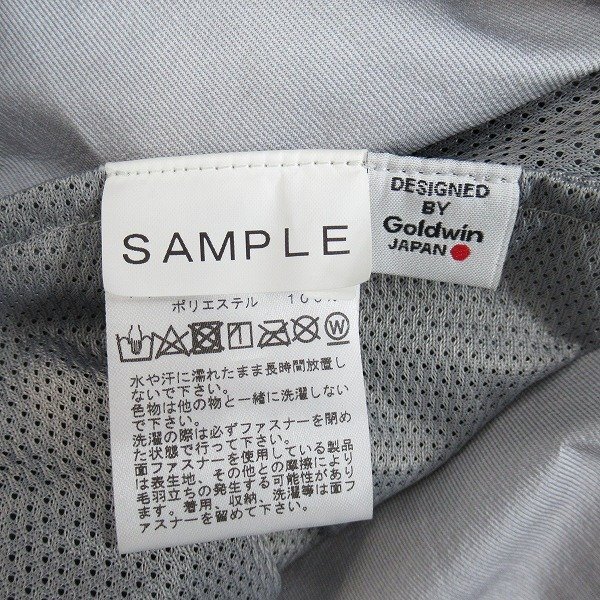 SAMPLE
DESIGNED
BY
Goldwin
JAPAN
ポリエステル 100%
W
水や汗に濡れたまま長時間放置し
ないで下さい。
色物は他の物と一緒に洗濯しない
で下さい。
洗濯の際は必ずファスナーを閉め
た状態で行って下さい。
面ファスナーを使用している製品
は表生地、その他との摩擦により
毛羽立ちの発生する可能性があり
ます。着用、収納、洗濯等は面フ
ァスナーを留めて下さい。